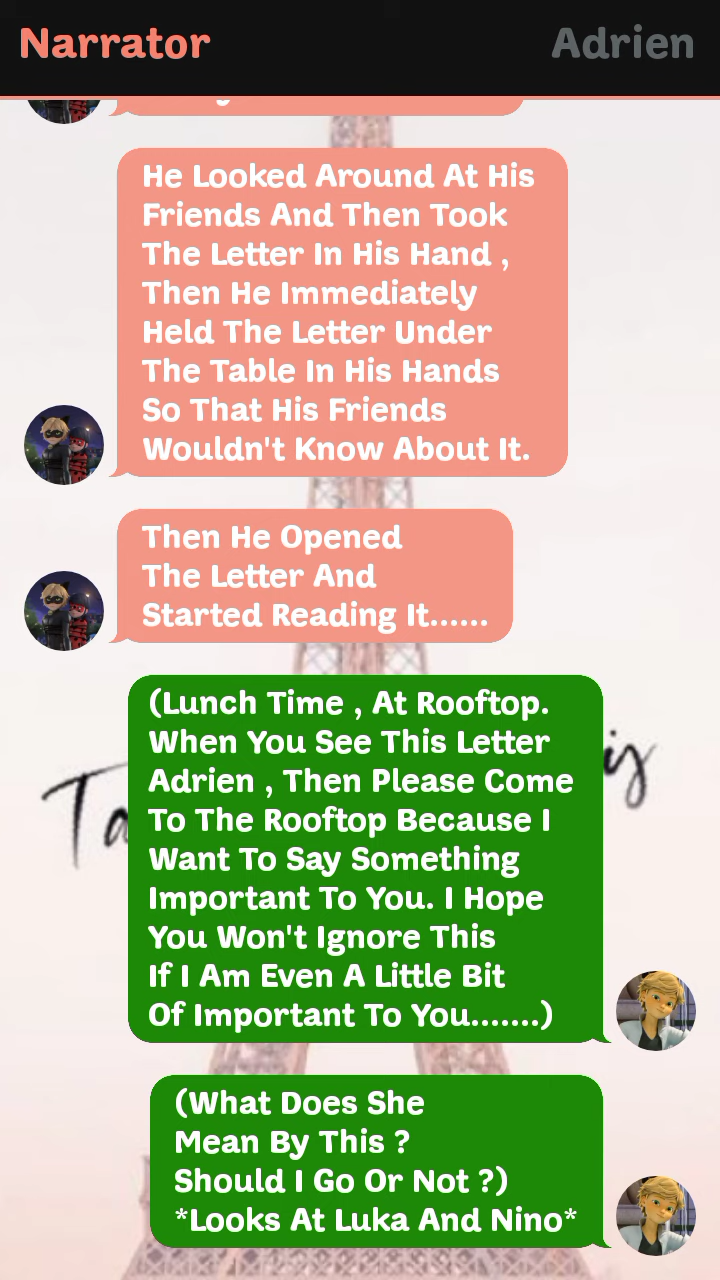 Narrator
Adrien
He Looked Around At His
Friends And Then Took
The Letter In His Hand ,
Then He Immediately
Held The Letter Under
The Table In His Hands
So That His Friends
Wouldn't Know About It.
Then He Opened
The Letter And
Started Reading It......
(Lunch Time , At Rooftop.
When You See This Letter
Adrien , Then Please Come
To The Rooftop Because I
Want To Say Something
Important To You. I Hope
You Won't Ignore This
If I Am Even A Little Bit
Of Important To You.......)
(What Does She
Mean By This ?
Should I Go Or Not ?)
*Looks At Luka And Nino*